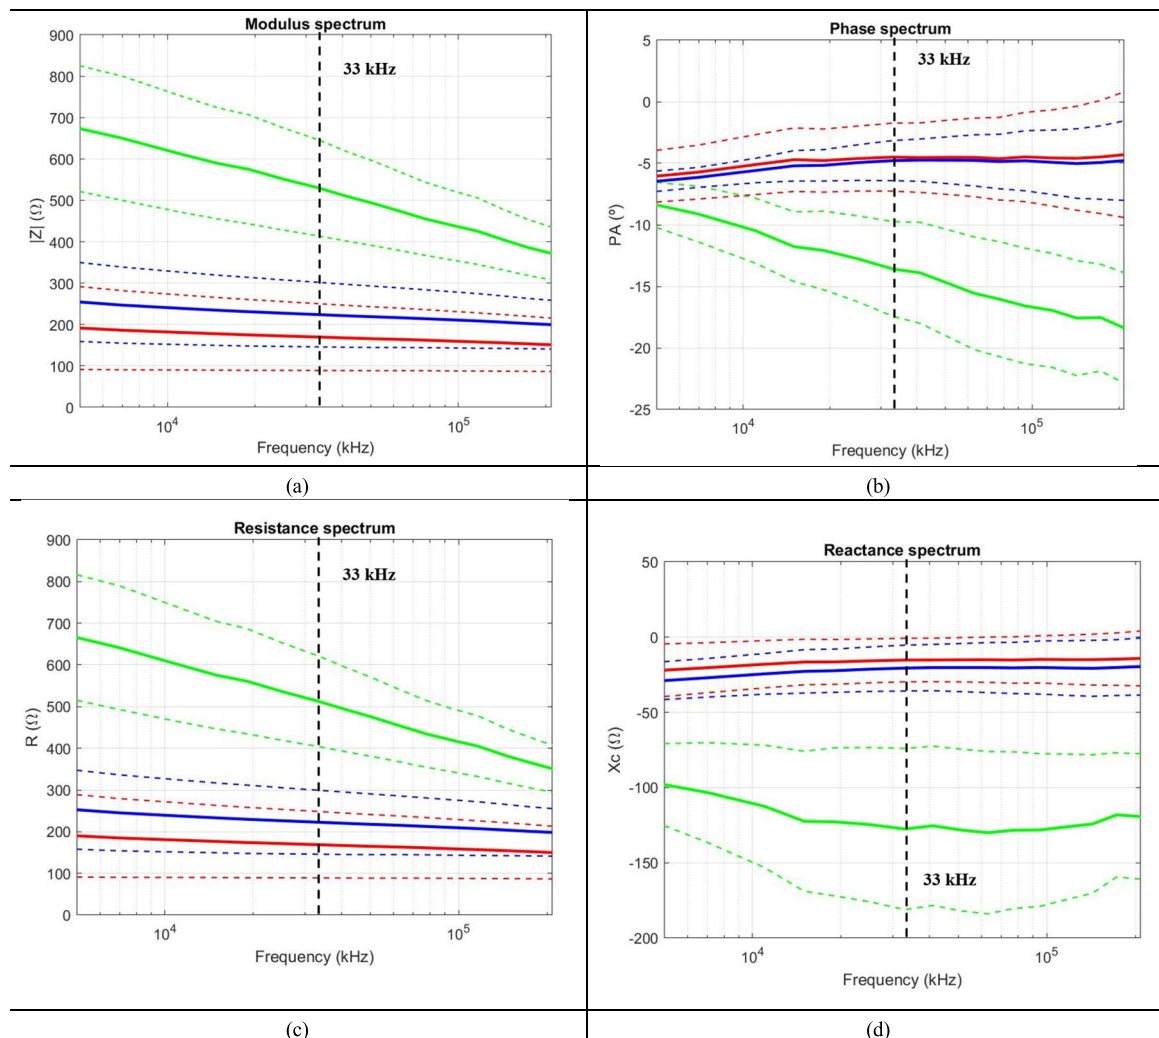 Modulus spectrum
900
800
700
600
500
400
300
200
100
0
|Z| (Ω)
33 kHz
10⁴
10⁵
Frequency (kHz)
(a)
Phase spectrum
5
0
-5
-10
-15
-20
-25
PA (º)
33 kHz
10⁴
10⁵
Frequency (kHz)
(b)
Resistance spectrum
900
800
700
600
500
400
300
200
100
0
R (Ω)
33 kHz
10⁴
10⁵
Frequency (kHz)
(c)
Reactance spectrum
50
0
-50
-100
-150
-200
Xc (Ω)
33 kHz
10⁴
10⁵
Frequency (kHz)
(d)